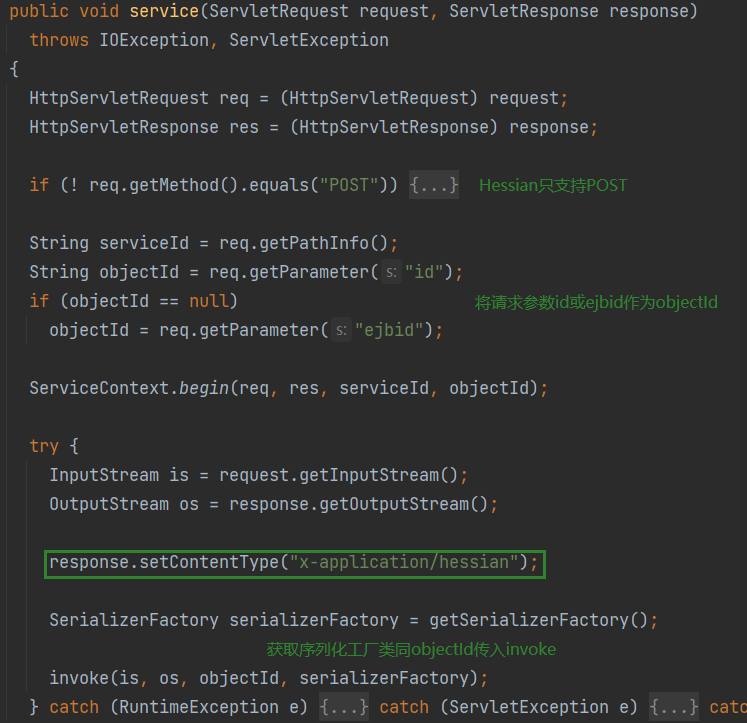 public void service(ServletRequest request, ServletResponse response)
throws IOException, ServletException
{
HttpServletRequest req = (HttpServletRequest) request;
HttpServletResponse res = (HttpServletResponse) response;
if (! req.getMethod().equals("POST")) {...} Hessian只支持POST
String serviceId = req.getPathInfo();
String objectId = req.getParameter( s: "id");
if (objectId == null) 将请求参数id或ejbid作为objectId
objectId = req.getParameter( s: "ejbid");
ServiceContext.begin(req, res, serviceId, objectId);
try {
InputStream is = request.getInputStream();
OutputStream os = response.getOutputStream();
response.setContentType("x-application/hessian");
SerializerFactory serializerFactory = getSerializerFactory();
获取序列化工厂类同objectId传入invoke
invoke(is, os, objectId, serializerFactory);
} catch (RuntimeException e) {...} catch (ServletException e) {...} catc